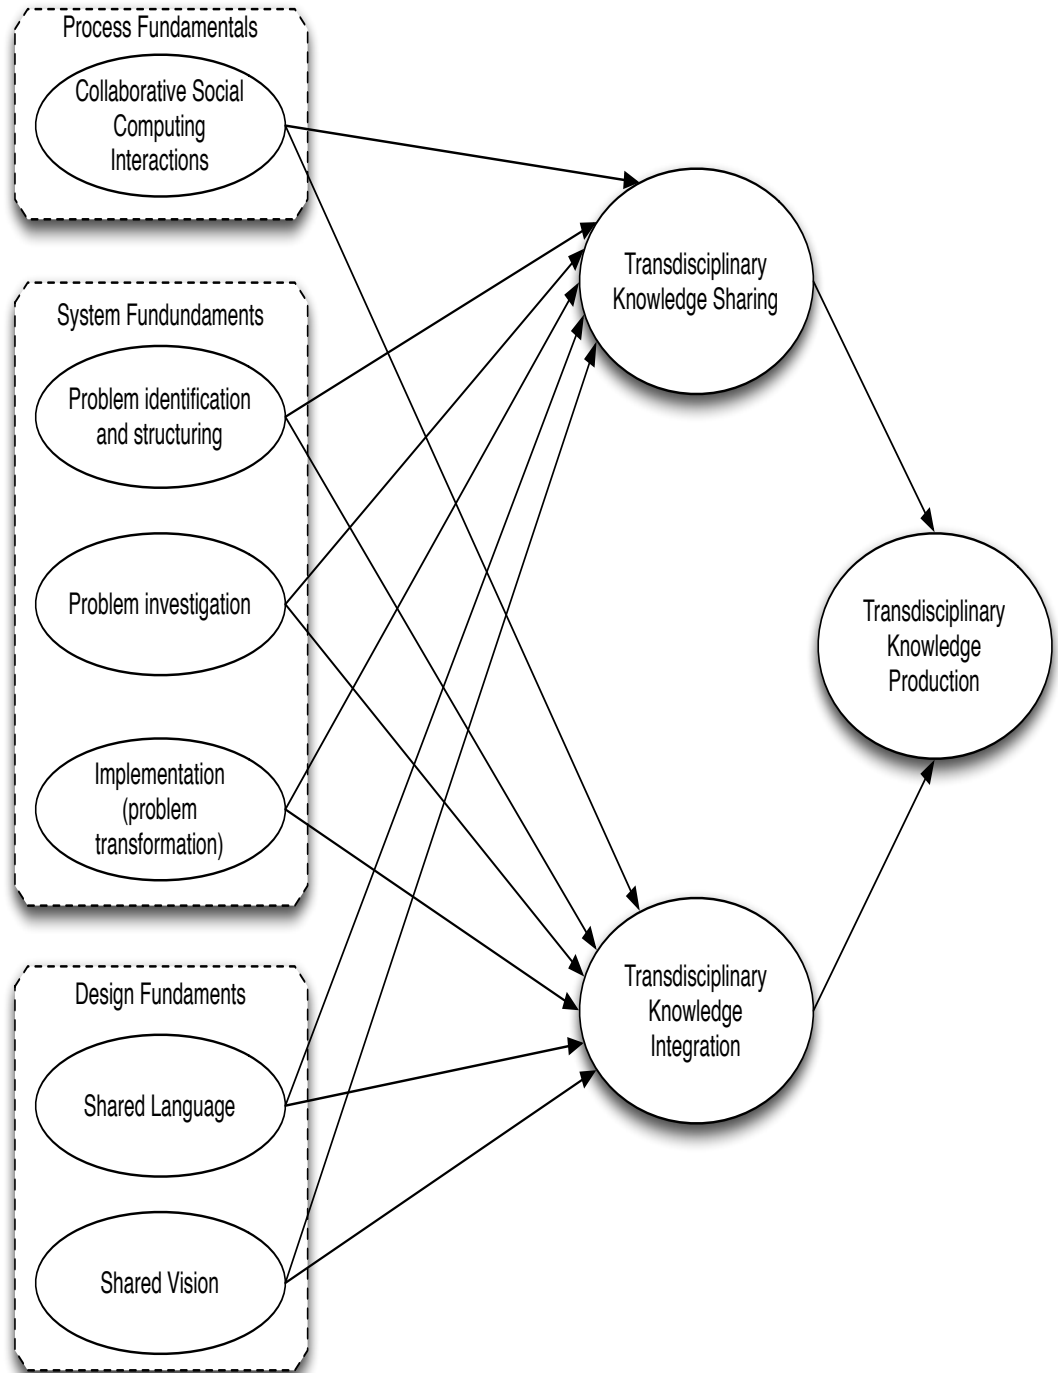 Process Fundamentals
Collaborative Social
Computing
Interactions
System Fundundaments
Problem identification
and structuring
Problem investigation
Implementation
(problem
transformation)
Design Fundaments
Shared Language
Shared Vision
Transdisciplinary
Knowledge Sharing
Transdisciplinary
Knowledge
Integration
Transdisciplinary
Knowledge
Production